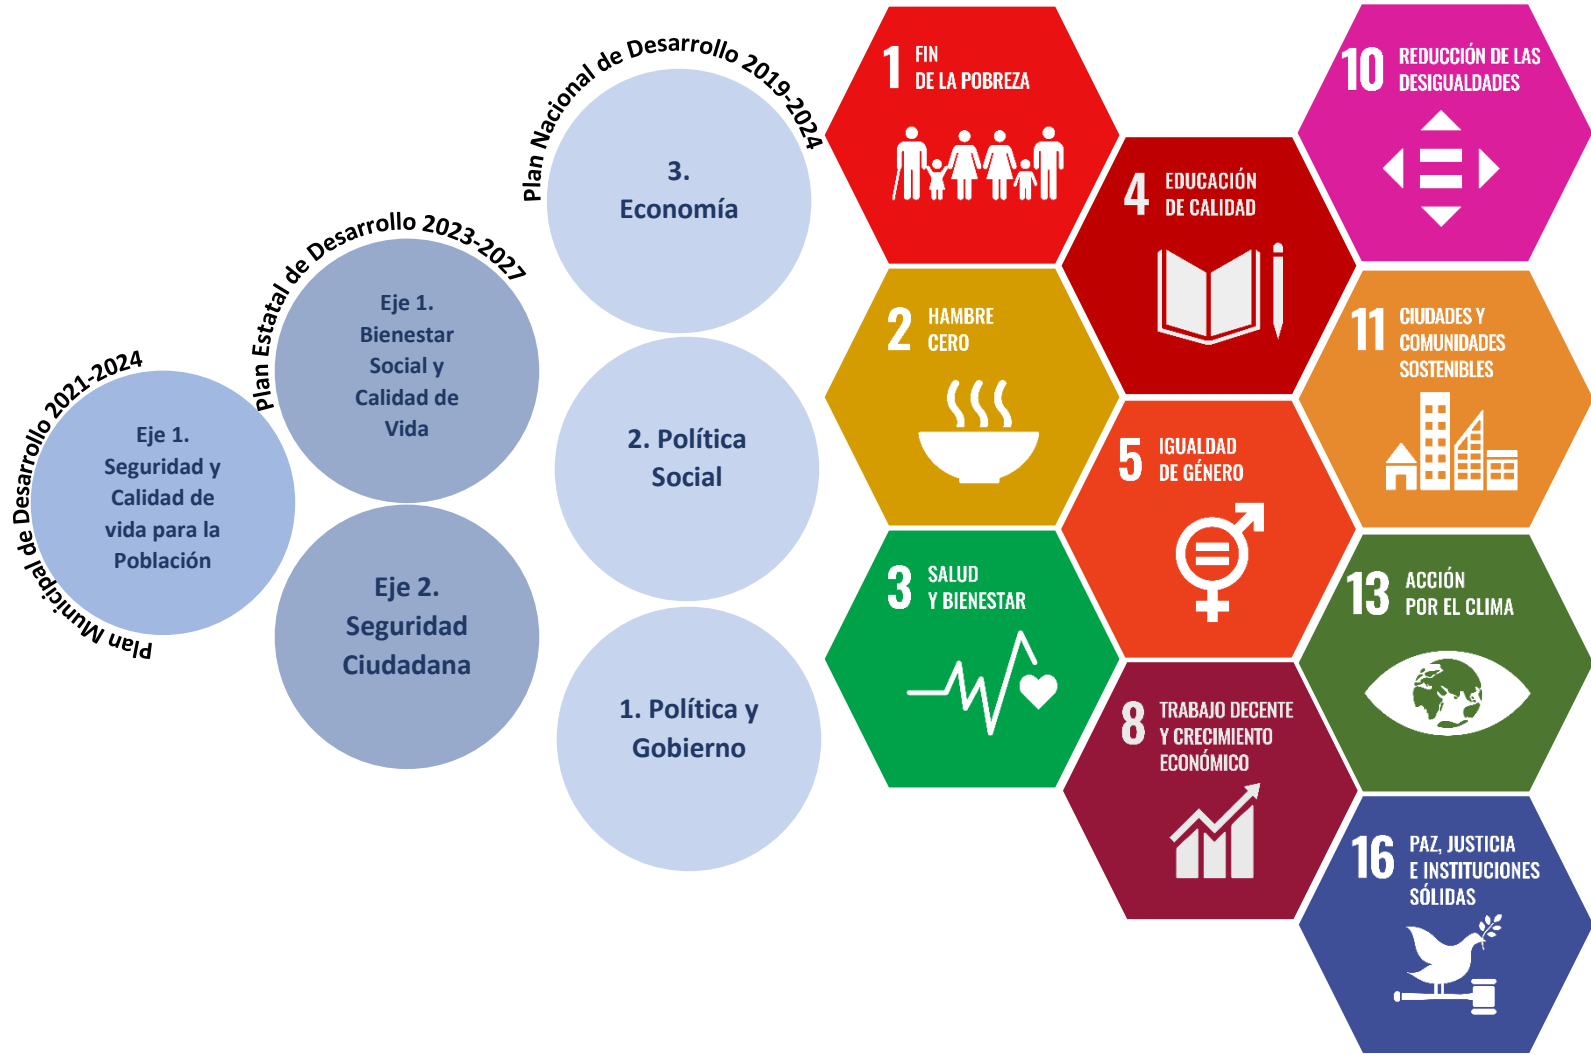 Plan Municipal de Desarrollo 2021-2024
Eje 1.
Seguridad y
Calidad de
vida para la
Población
Plan Estatal de Desarrollo 2023-2027
Eje 1.
Bienestar
Social y
Calidad de
Vida
Eje 2.
Seguridad
Ciudadana
Plan Nacional de Desarrollo 2019-2024
3.
Economía
2. Política
Social
1. Política y
Gobierno
1 FIN
DE LA POBREZA
2 HAMBRE
CERO
3 SALUD
Y BIENESTAR
4 EDUCACIÓN
DE CALIDAD
5 IGUALDAD
DE GÉNERO
8 TRABAJO DECENTE
Y CRECIMIENTO
ECONÓMICO
10 REDUCCIÓN DE LAS
DESIGUALDADES
11 CIUDADES Y
COMUNIDADES
SOSTENIBLES
13 ACCIÓN
POR EL CLIMA
16 PAZ, JUSTICIA
E INSTITUCIONES
SÓLIDAS